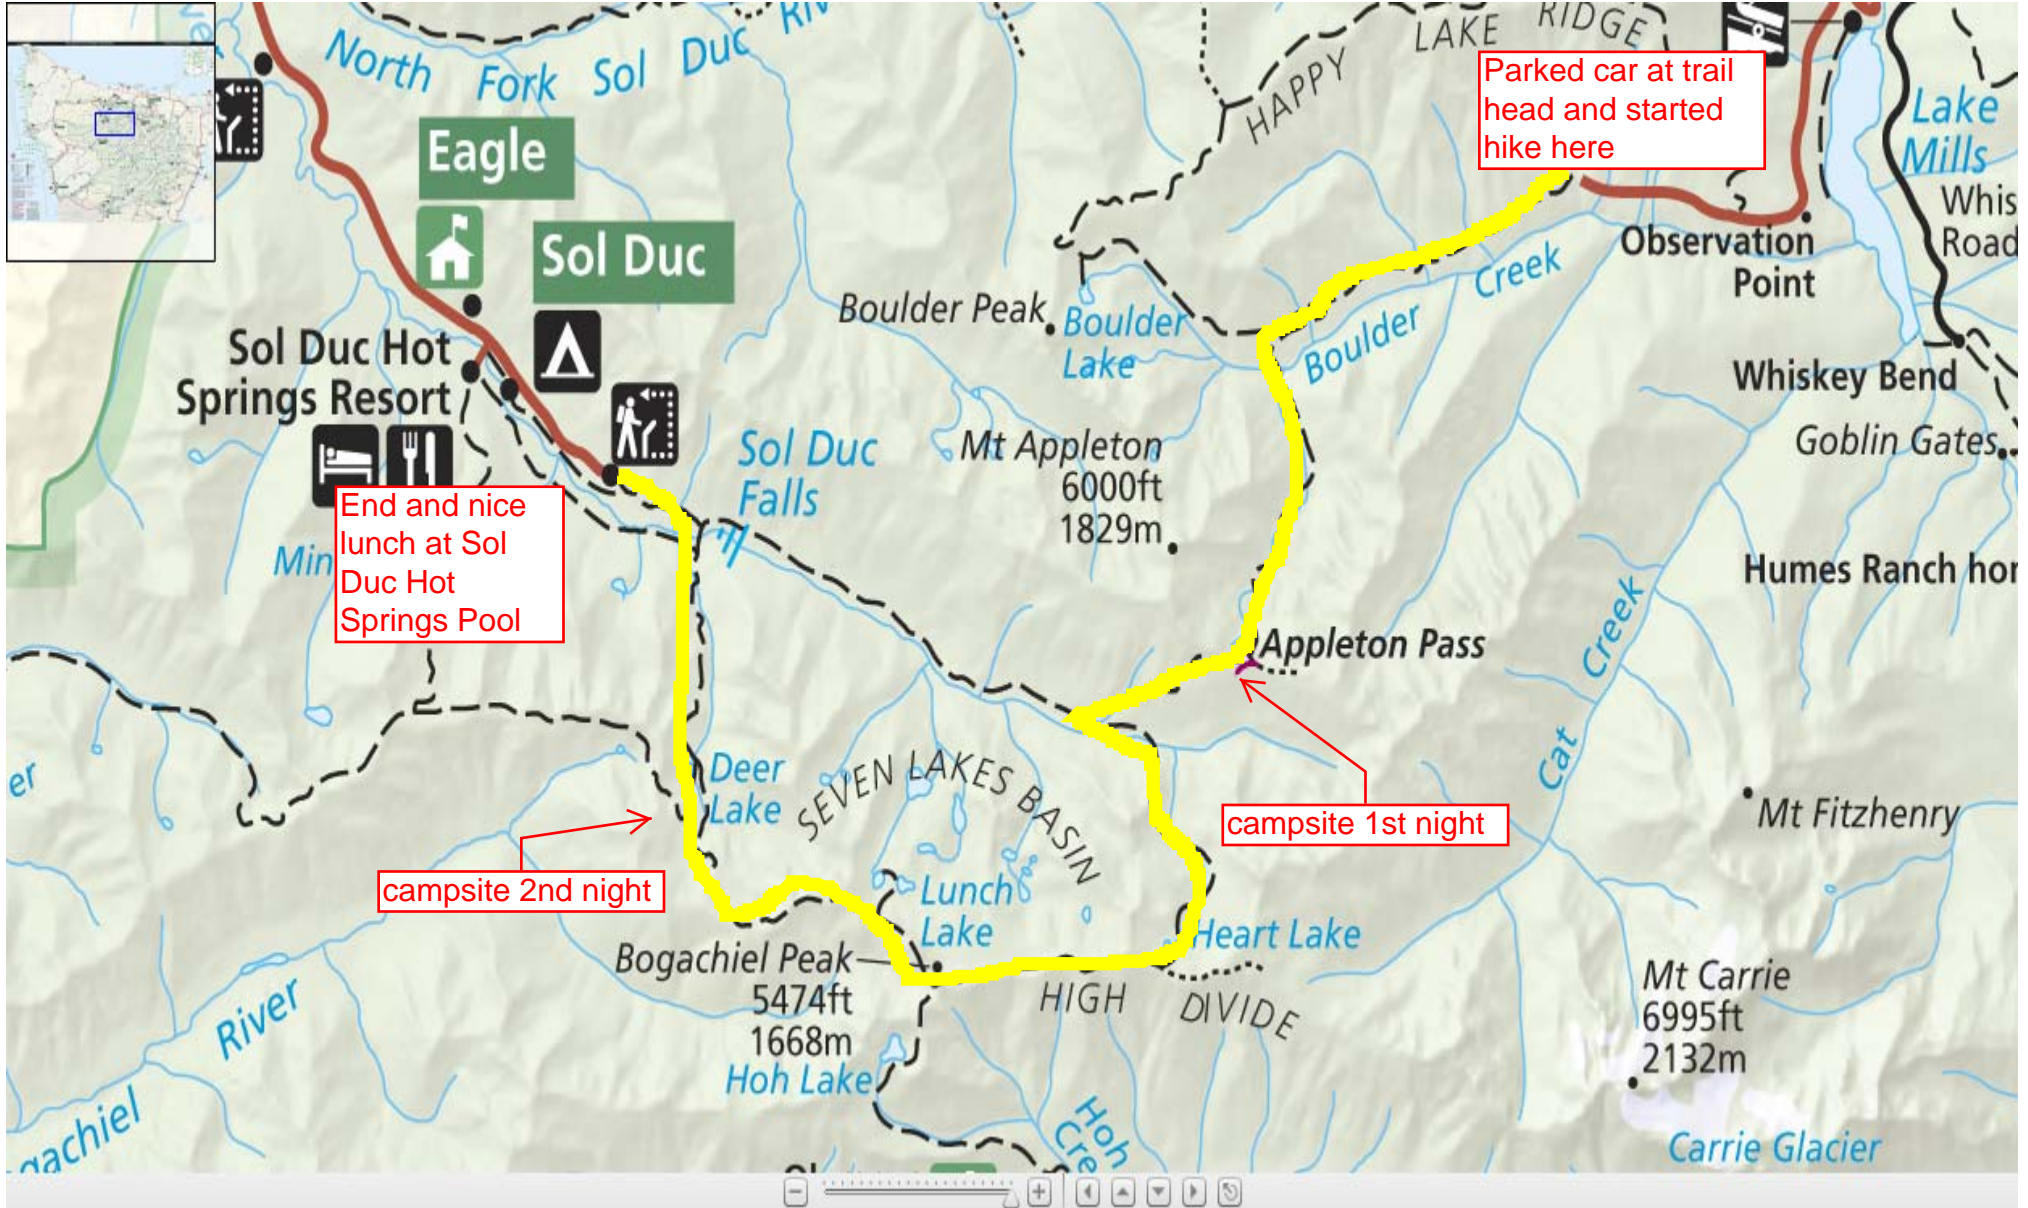 North Fork Sol Duc Riv
HAPPY LAKE RIDGE
Parked car at trail
head and started
hike here
Lake
Mills
Eagle
Sol Duc
Whis
Road
Observation
Point
Creek
Boulder
Boulder Peak
Boulder
Lake
Sol Duc Hot
Springs Resort
Whiskey Bend
Goblin Gates
Sol Duc
Falls
Mt Appleton
6000ft
1829m
End and nice
lunch at Sol
Duc Hot
Springs Pool
Min
Humes Ranch hom
Cat Creek
Appleton Pass
Deer
Lake
SEVEN LAKES BASIN
er
Mt Fitzhenry
campsite 1st night
campsite 2nd night
Lunch
Lake
Heart Lake
Bogachiel Peak
5474ft
1668m
HIGH DIVIDE
Mt Carrie
6995ft
2132m
River
gachiel
Hoh Lake
Hoh
Cre
Carrie Glacier